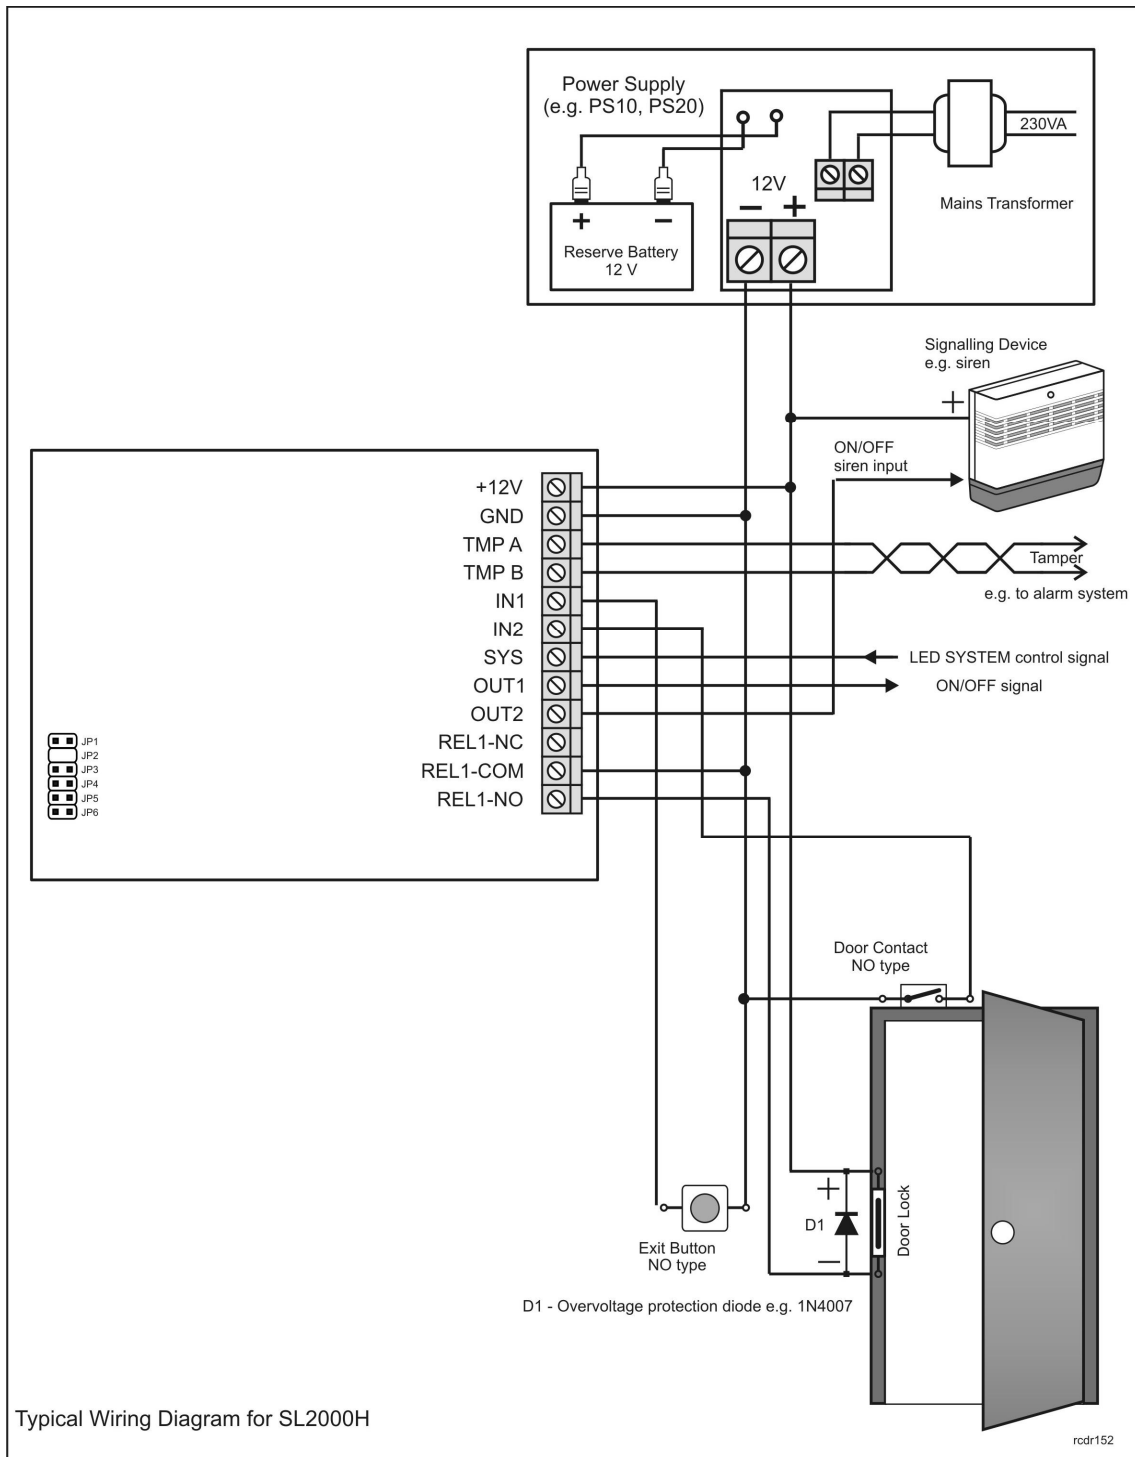 Power Supply
(e.g. PS10, PS20)
230VA
12V
− +
Mains Transformer
+ −
Reserve Battery
12 V
Signalling Device
e.g. siren
+
ON/OFF
siren input
+12V
GND
TMP A
TMP B
Tamper
e.g. to alarm system
IN1
IN2
SYS
LED SYSTEM control signal
OUT1
ON/OFF signal
OUT2
REL1-NC
REL1-COM
REL1-NO
JP1
JP2
JP3
JP4
JP5
JP6
Door Contact
NO type
+
D1
−
Door Lock
Exit Button
NO type
D1 - Overvoltage protection diode e.g. 1N4007
Typical Wiring Diagram for SL2000H
rcdr152